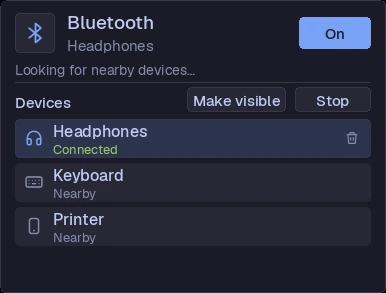 Bluetooth
Headphones
On
Looking for nearby devices...
Devices
Make visible
Stop
Headphones
Connected
Keyboard
Nearby
Printer
Nearby